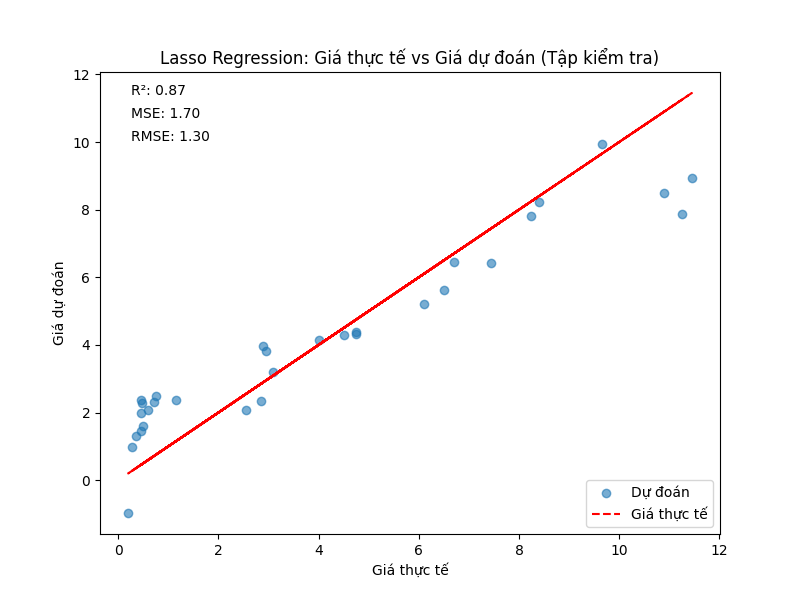 Lasso Regression: Giá thực tế vs Giá dự đoán (Tập kiểm tra)
R²: 0.87
MSE: 1.70
RMSE: 1.30
12
10
8
6
4
2
0
Giá dự đoán
Dự đoán
Giá thực tế
0 2 4 6 8 10 12
Giá thực tế